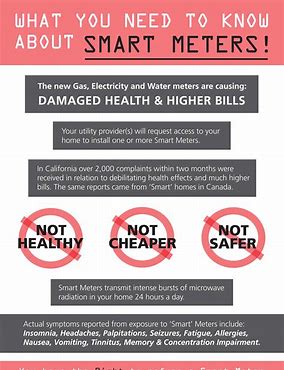 WHAT YOU NEED TO KNOW
ABOUT SMART METERS!
The new Gas, Electricity and Water meters are causing:
DAMAGED HEALTH & HIGHER BILLS
Your utility provider(s) will request access to your
home to install one or more Smart Meters.
In California over 2,000 complaints within two months were
received in relation to debilitating health effects and much higher
bills. The same reports came from 'Smart' homes in Canada.
NOT HEALTHY
NOT CHEAPER
NOT SAFER
Smart Meters transmit intense bursts of microwave
radiation in your home 24 hours a day.
Actual symptoms reported from exposure to 'Smart' Meters include:
Insomnia, Headaches, Palpitations, Seizures, Fatigue, Allergies,
Nausea, Vomiting, Tinnitus, Memory & Concentration Impairment.